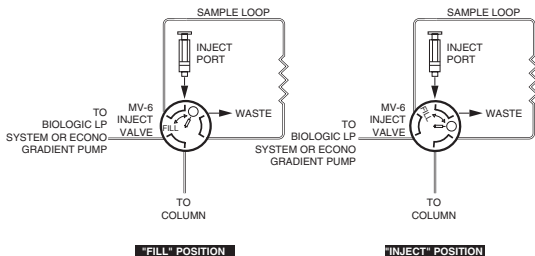 SAMPLE LOOP
INJECT
PORT
MV-6
INJECT
VALVE
TO
BIOLOGIC LP
SYSTEM OR ECONO
GRADIENT PUMP
FILL
WASTE
TO
COLUMN
"FILL" POSITION
SAMPLE LOOP
INJECT
PORT
MV-6
INJECT
VALVE
TO
BIOLOGIC LP
SYSTEM OR ECONO
GRADIENT PUMP
FILL
WASTE
TO
COLUMN
"INJECT" POSITION